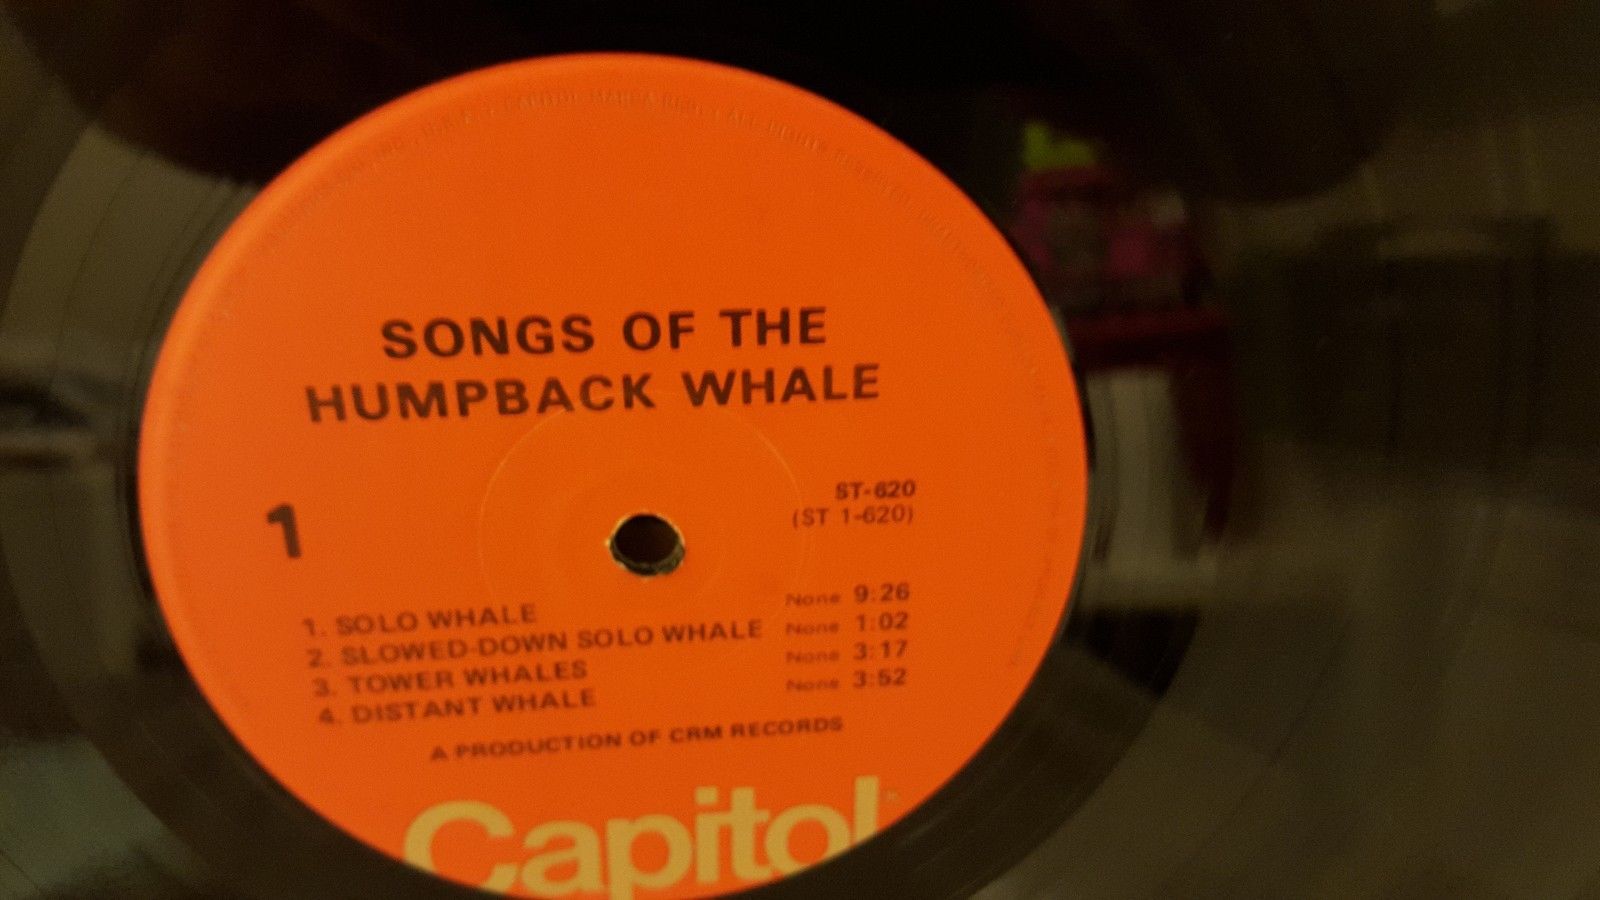 SONGS OF THE
HUMPBACK WHALE
1
ST-620
(ST 1-620)
1. SOLO WHALE None 9:26
2. SLOWED-DOWN SOLO WHALE None 1:02
3. TOWER WHALES None 3:17
4. DISTANT WHALE None 3:52
A PRODUCTION OF CRM RECORDS
Capitol